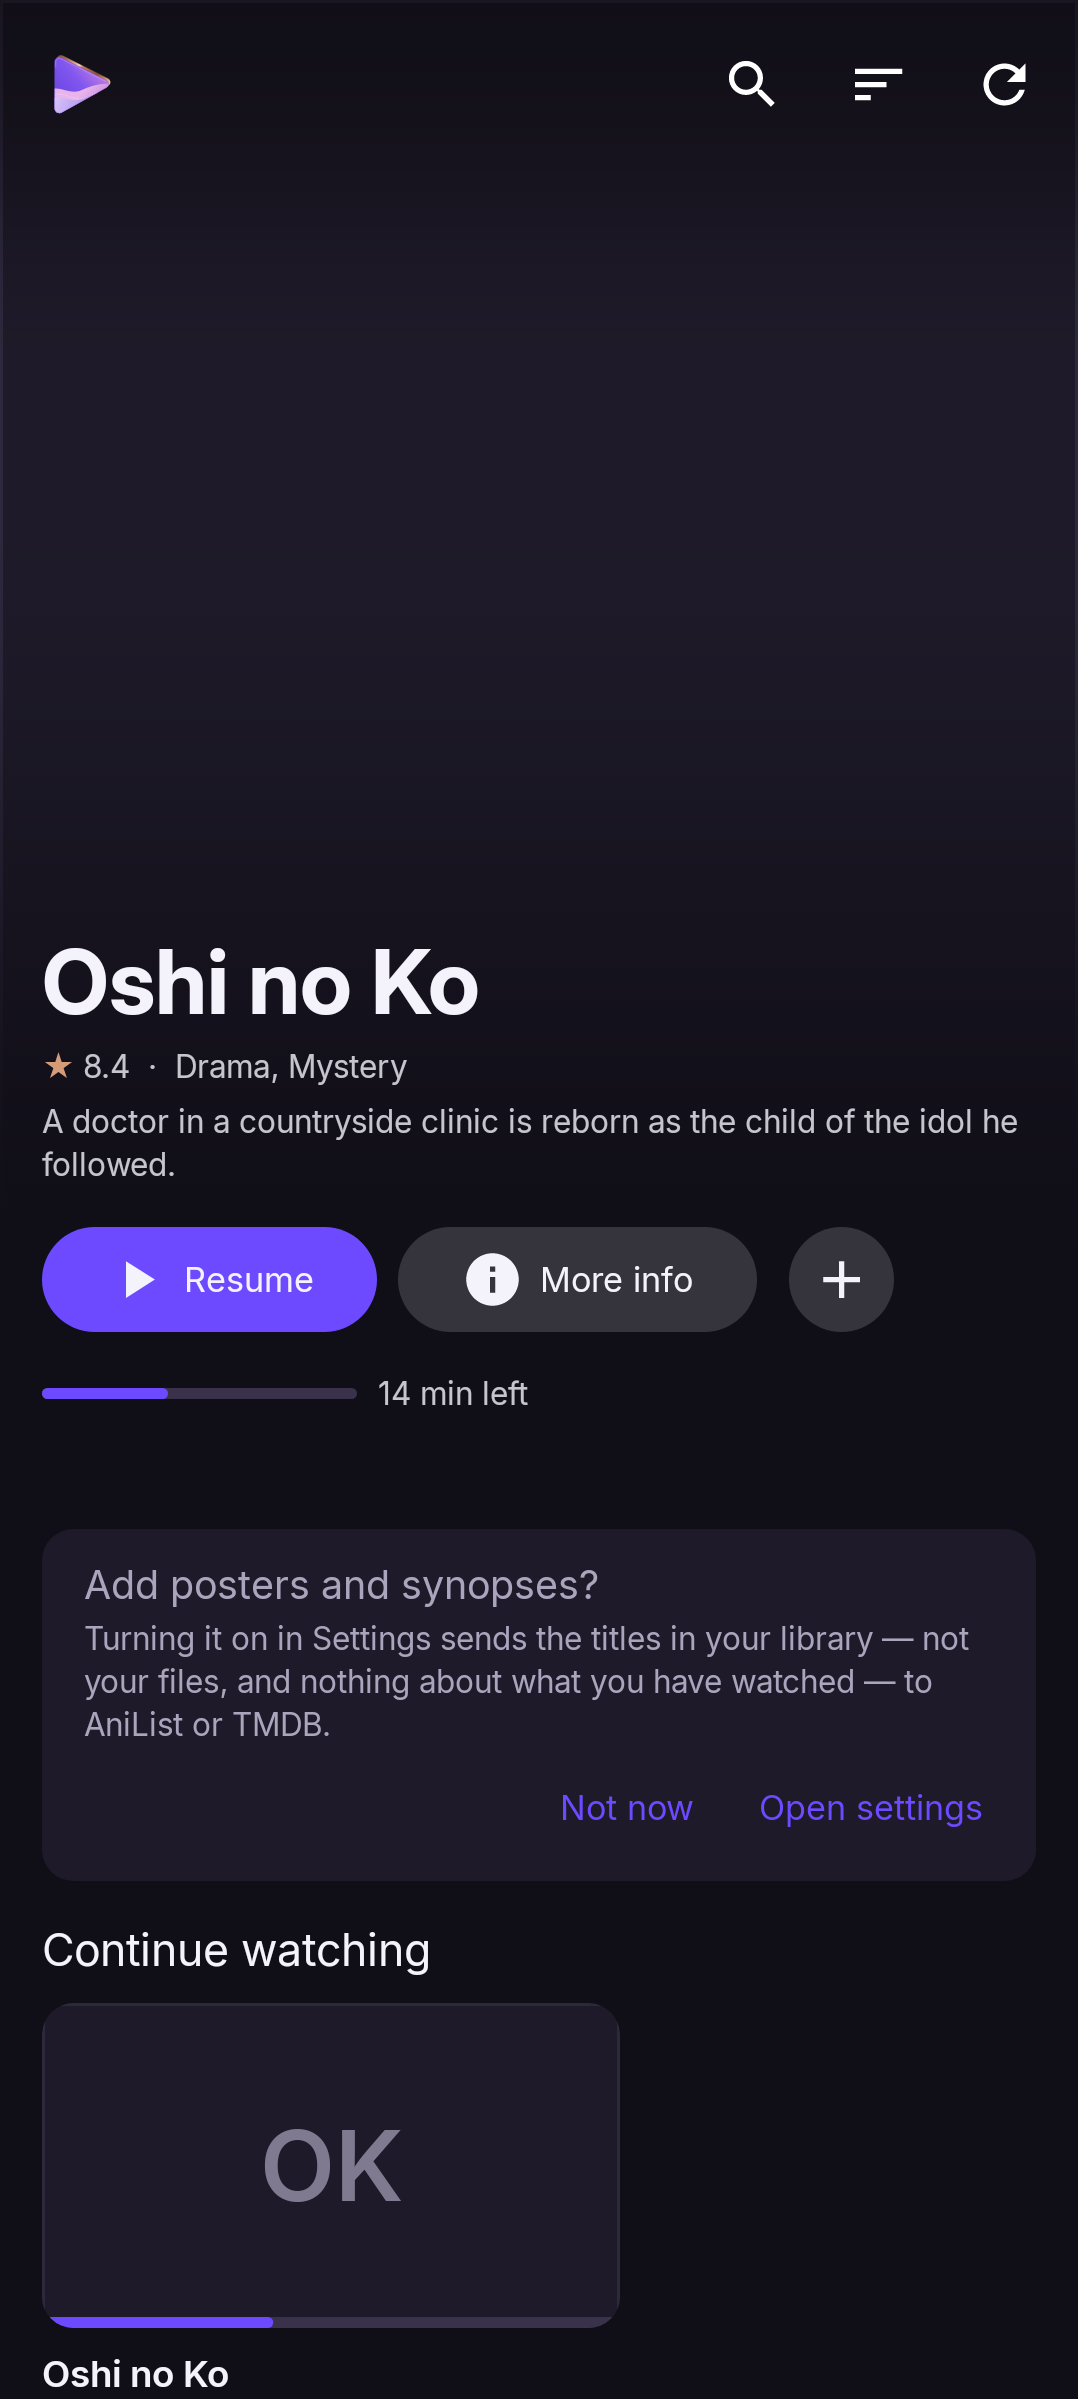 Oshi no Ko
★ 8.4 · Drama, Mystery
A doctor in a countryside clinic is reborn as the child of the idol he
followed.
Resume
More info
14 min left
Add posters and synopses?
Turning it on in Settings sends the titles in your library — not
your files, and nothing about what you have watched — to
AniList or TMDB.
Not now
Open settings
Continue watching
OK
Oshi no Ko